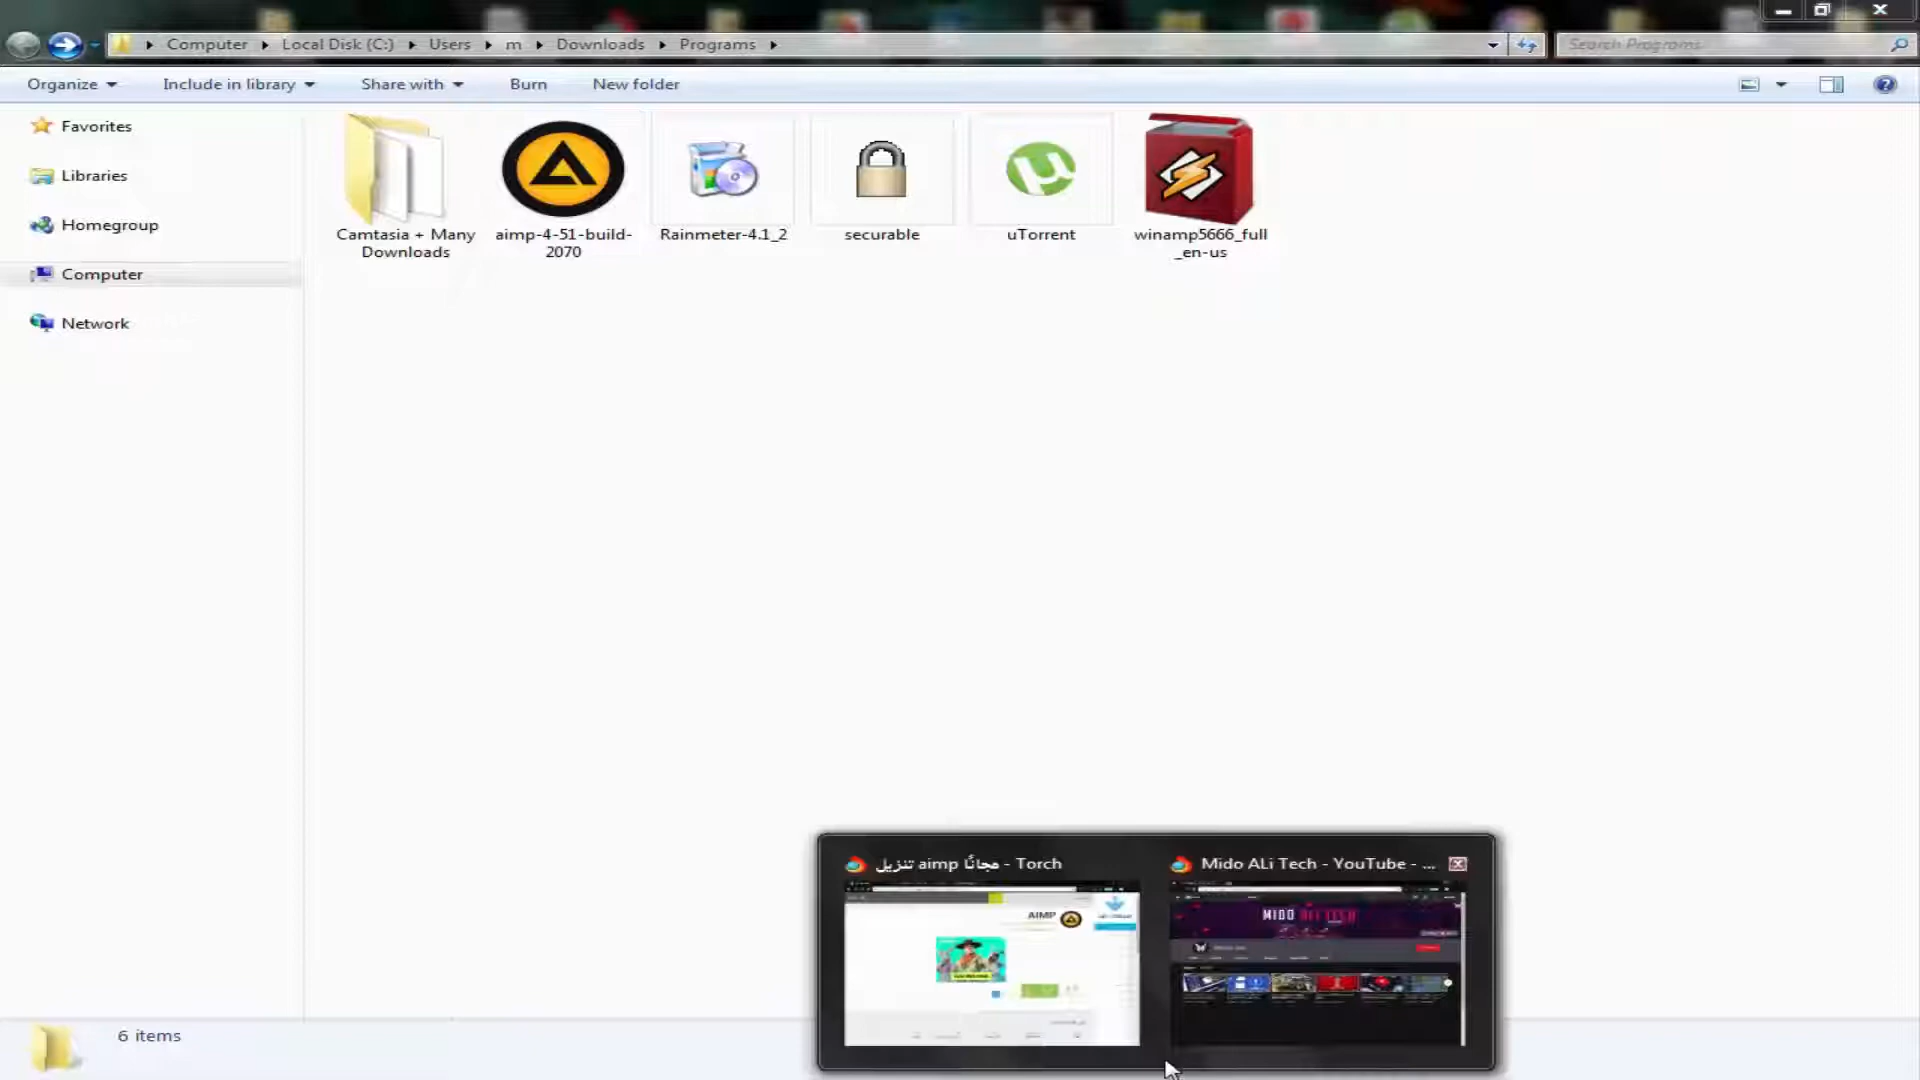 Computer Local Disk (C:) Users m Downloads Programs
Search Programs
Organize Include in library Share with Burn New folder
Favorites
Libraries
Homegroup
Computer
Network
Camtasia + Many
Downloads
aimp-4-51-build-
2070
Rainmeter-4.1_2
securable
uTorrent
winamp5666_full
_en-us
تنزيل aimp مجانًا - Torch
Mido ALi Tech - YouTube - ...
AIMP
MIDO ALI TECH
6 items